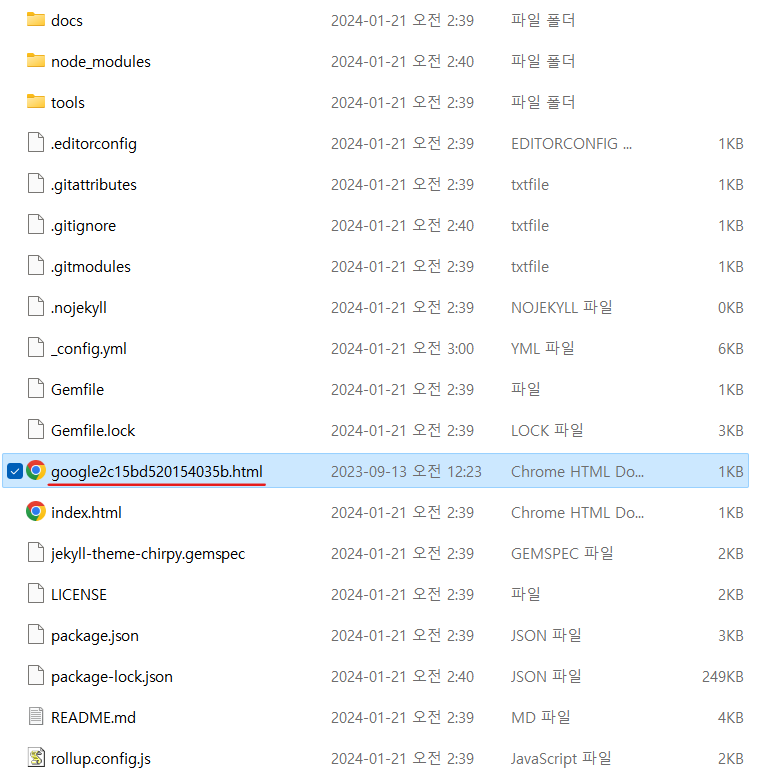 docs 2024-01-21 오전 2:39 파일 폴더
node_modules 2024-01-21 오전 2:40 파일 폴더
tools 2024-01-21 오전 2:39 파일 폴더
.editorconfig 2024-01-21 오전 2:39 EDITORCONFIG ... 1KB
.gitattributes 2024-01-21 오전 2:39 txtfile 1KB
.gitignore 2024-01-21 오전 2:40 txtfile 1KB
.gitmodules 2024-01-21 오전 2:39 txtfile 1KB
.nojekyll 2024-01-21 오전 2:39 NOJEKYLL 파일 0KB
_config.yml 2024-01-21 오전 3:00 YML 파일 6KB
Gemfile 2024-01-21 오전 2:39 파일 1KB
Gemfile.lock 2024-01-21 오전 2:39 LOCK 파일 3KB
google2c15bd520154035b.html 2023-09-13 오전 12:23 Chrome HTML Do... 1KB
index.html 2024-01-21 오전 2:39 Chrome HTML Do... 1KB
jekyll-theme-chirpy.gemspec 2024-01-21 오전 2:39 GEMSPEC 파일 2KB
LICENSE 2024-01-21 오전 2:39 파일 2KB
package.json 2024-01-21 오전 2:39 JSON 파일 3KB
package-lock.json 2024-01-21 오전 2:40 JSON 파일 249KB
README.md 2024-01-21 오전 2:39 MD 파일 4KB
rollup.config.js 2024-01-21 오전 2:39 JavaScript 파일 2KB